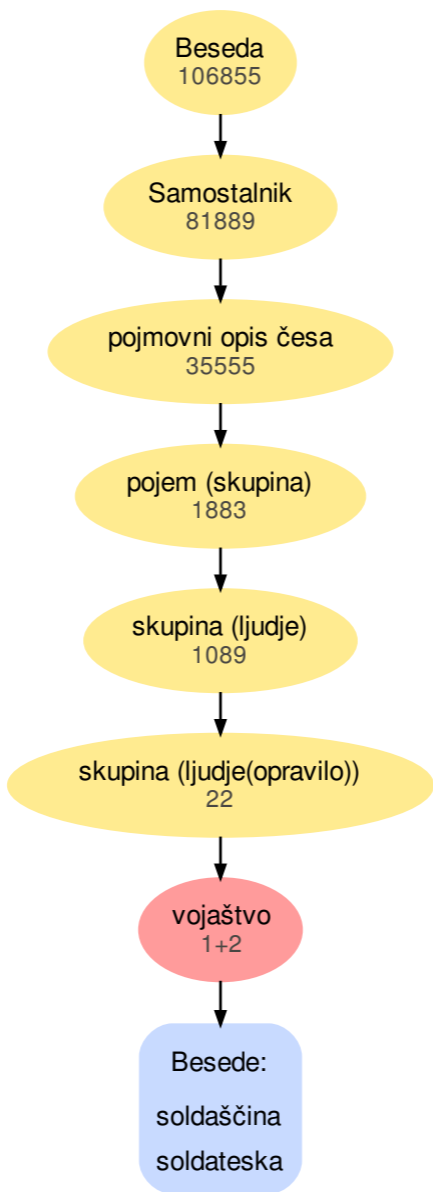 Beseda
106855
Samostalnik
81889
pojmovni opis česa
35555
pojem (skupina)
1883
skupina (ljudje)
1089
skupina (ljudje(opravilo))
22
vojaštvo
1+2
Besede:
soldaščina
soldateska